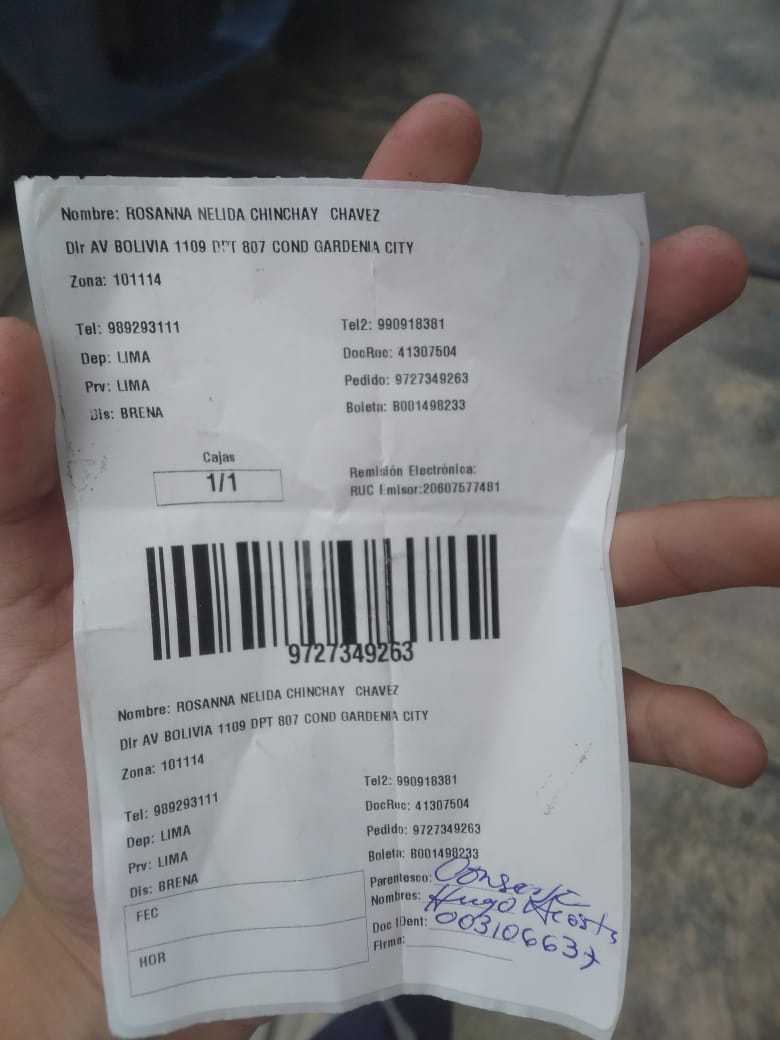 Nombre: ROSANNA NELIDA CHINCHAY CHAVEZ
Dir AV BOLIVIA 1109 DPT 807 COND GARDENIA CITY
Zona: 101114
Tel: 989293111 Tel2: 990918381
Dep: LIMA DocRuc: 41307504
Prv: LIMA Pedido: 9727349263
Dis: BRENA Boleta: B001498233
Cajas
1/1
Remisión Electrónica:
RUC Emisor:20607577481
9727349263
Nombre: ROSANNA NELIDA CHINCHAY CHAVEZ
Dir AV BOLIVIA 1109 DPT 807 COND GARDENIA CITY
Zona: 101114
Tel: 989293111 Tel2: 990918381
Dep: LIMA DocRuc: 41307504
Prv: LIMA Pedido: 9727349263
Dis: BRENA Boleta: B001498233
FEC
HOR
Parentesco:
Nombres: Hugo Acosta
Doc IDent: 003106637
Firma: